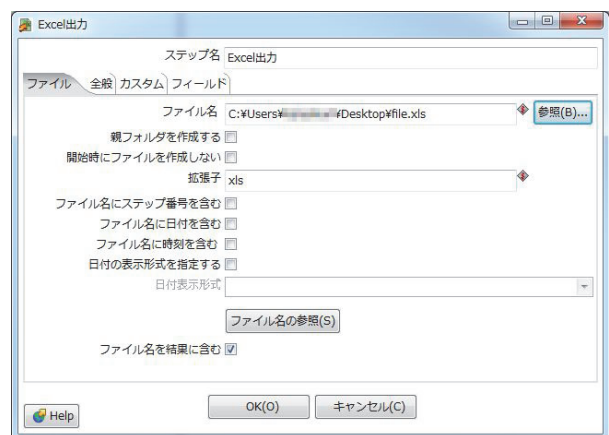 Excel出力
ステップ名 Excel出力
ファイル 全般 カスタム フィールド
ファイル名 C:¥Users¥ ¥Desktop¥file.xls 参照(B)...
親フォルダを作成する
開始時にファイルを作成しない
拡張子 xls
ファイル名にステップ番号を含む
ファイル名に日付を含む
ファイル名に時刻を含む
日付の表示形式を指定する
日付表示形式
ファイル名の参照(S)
ファイル名を結果に含む
OK(O) キャンセル(C)
Help